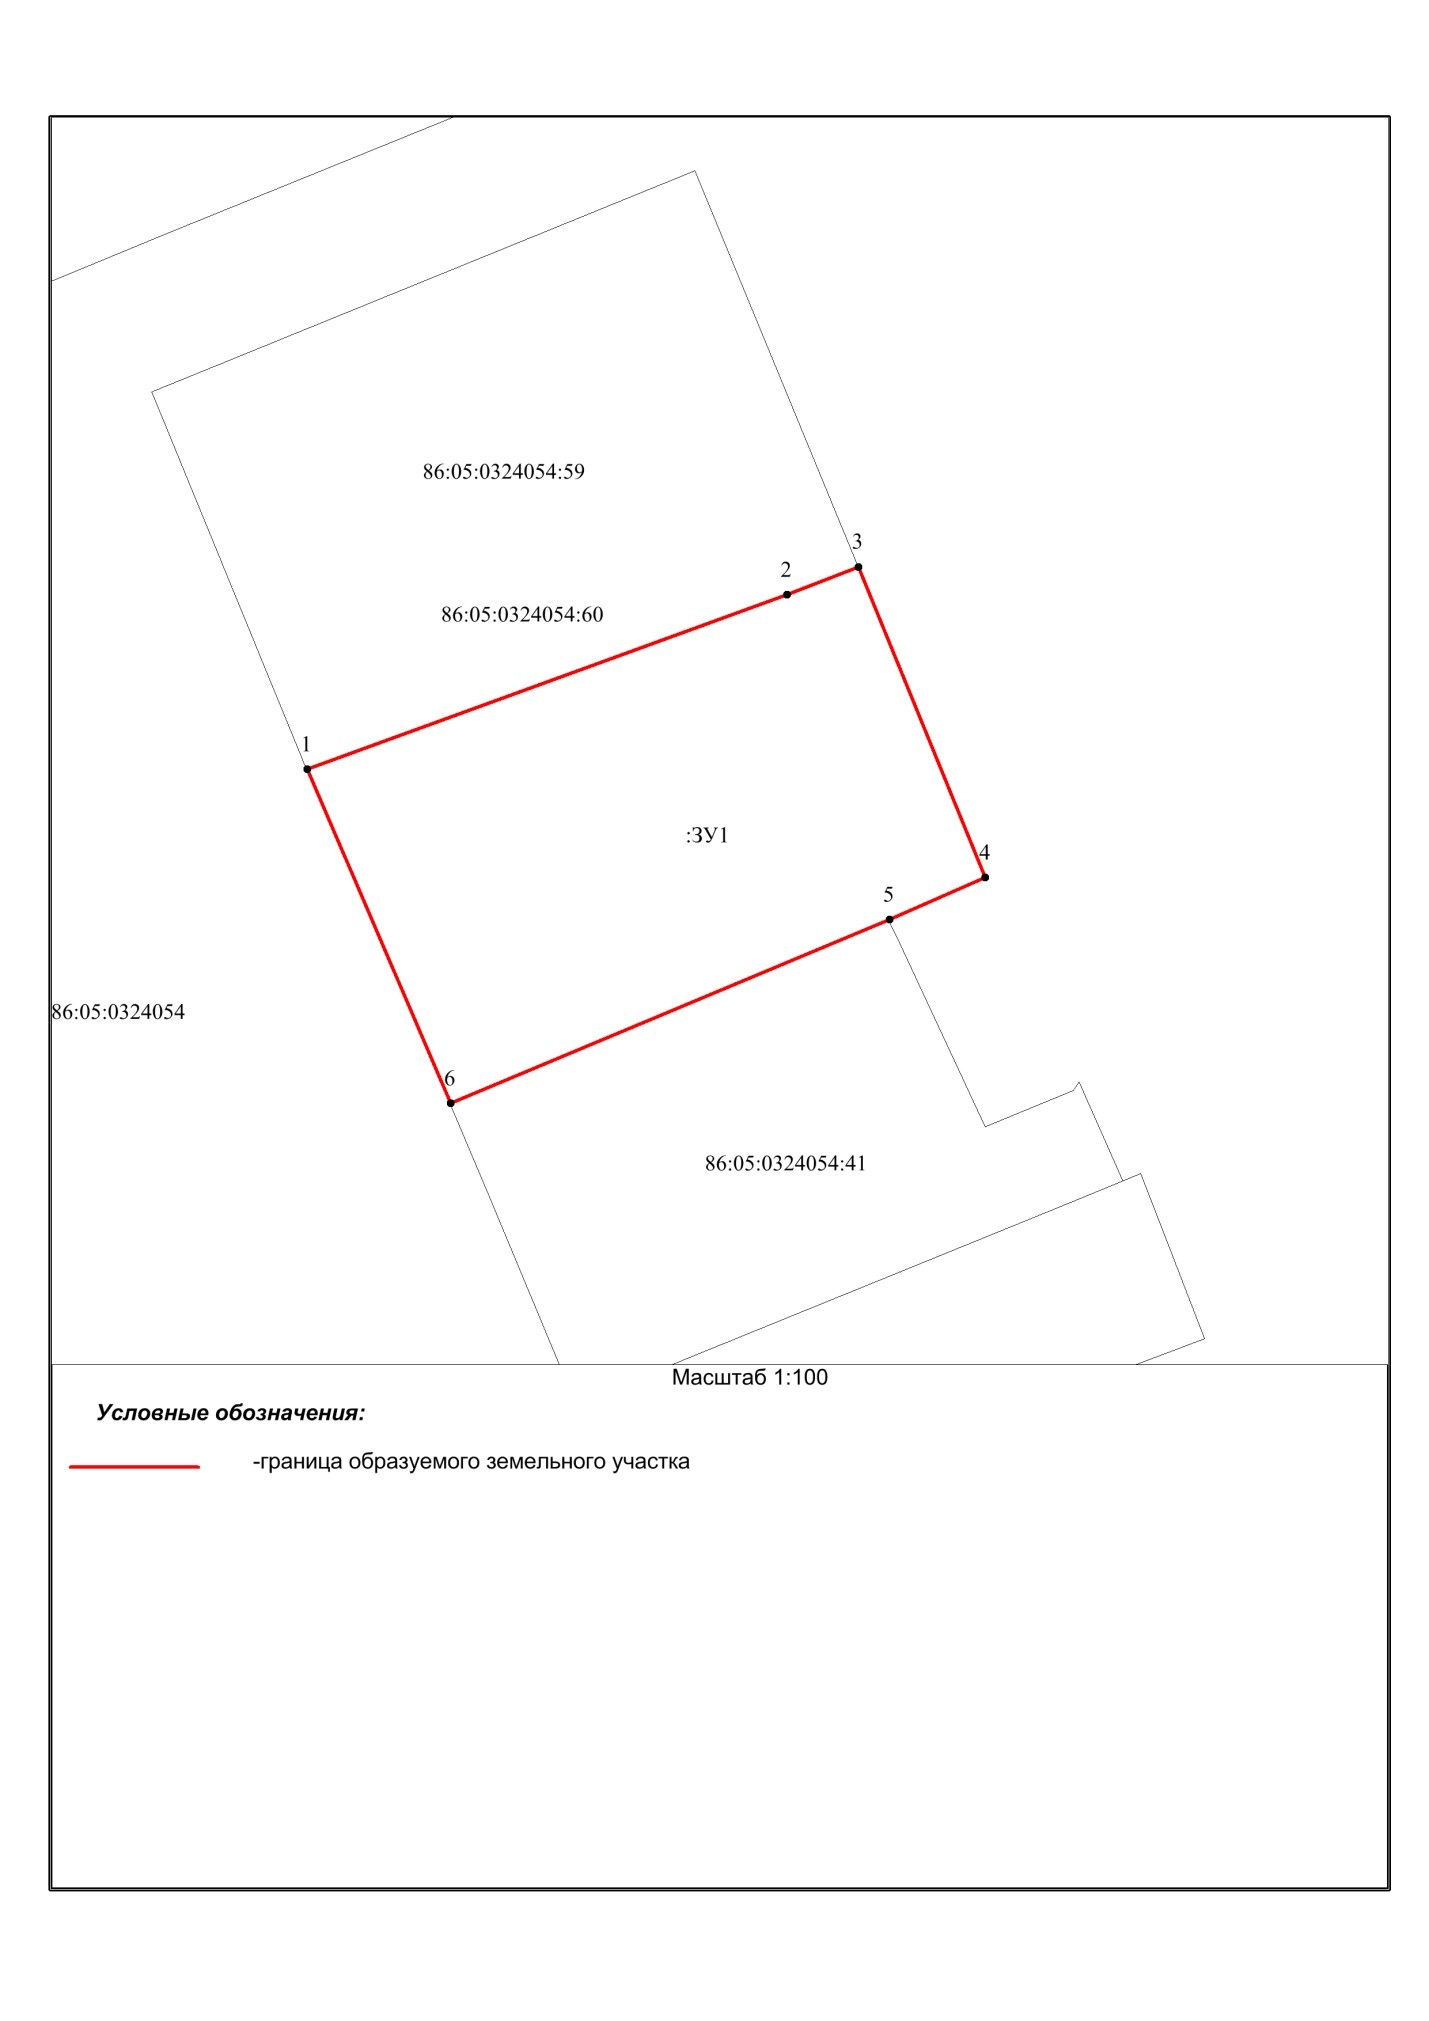 86:05:0324054:59
3
2
86:05:0324054:60
1
:ЗУ1
4
5
86:05:0324054
6
86:05:0324054:41
Масштаб 1:100
Условные обозначения:
-граница образуемого земельного участка